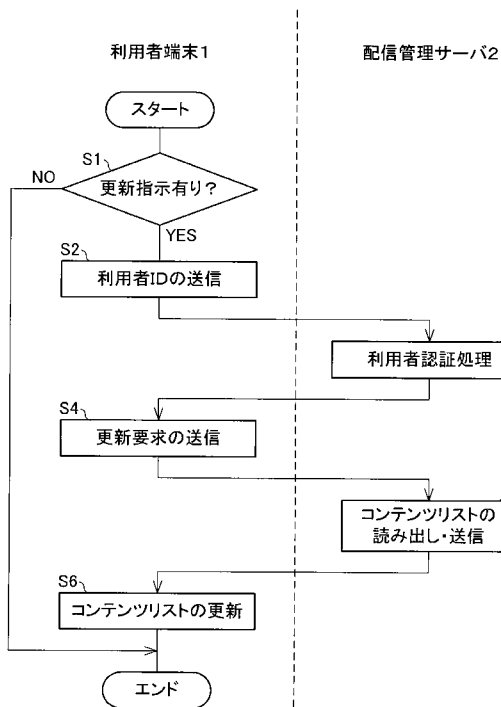 利用者端末1
配信管理サーバ2
スタート
S1
NO
更新指示有り？
YES
S2
利用者IDの送信
利用者認証処理
S4
更新要求の送信
コンテンツリストの
読み出し・送信
S6
コンテンツリストの更新
エンド